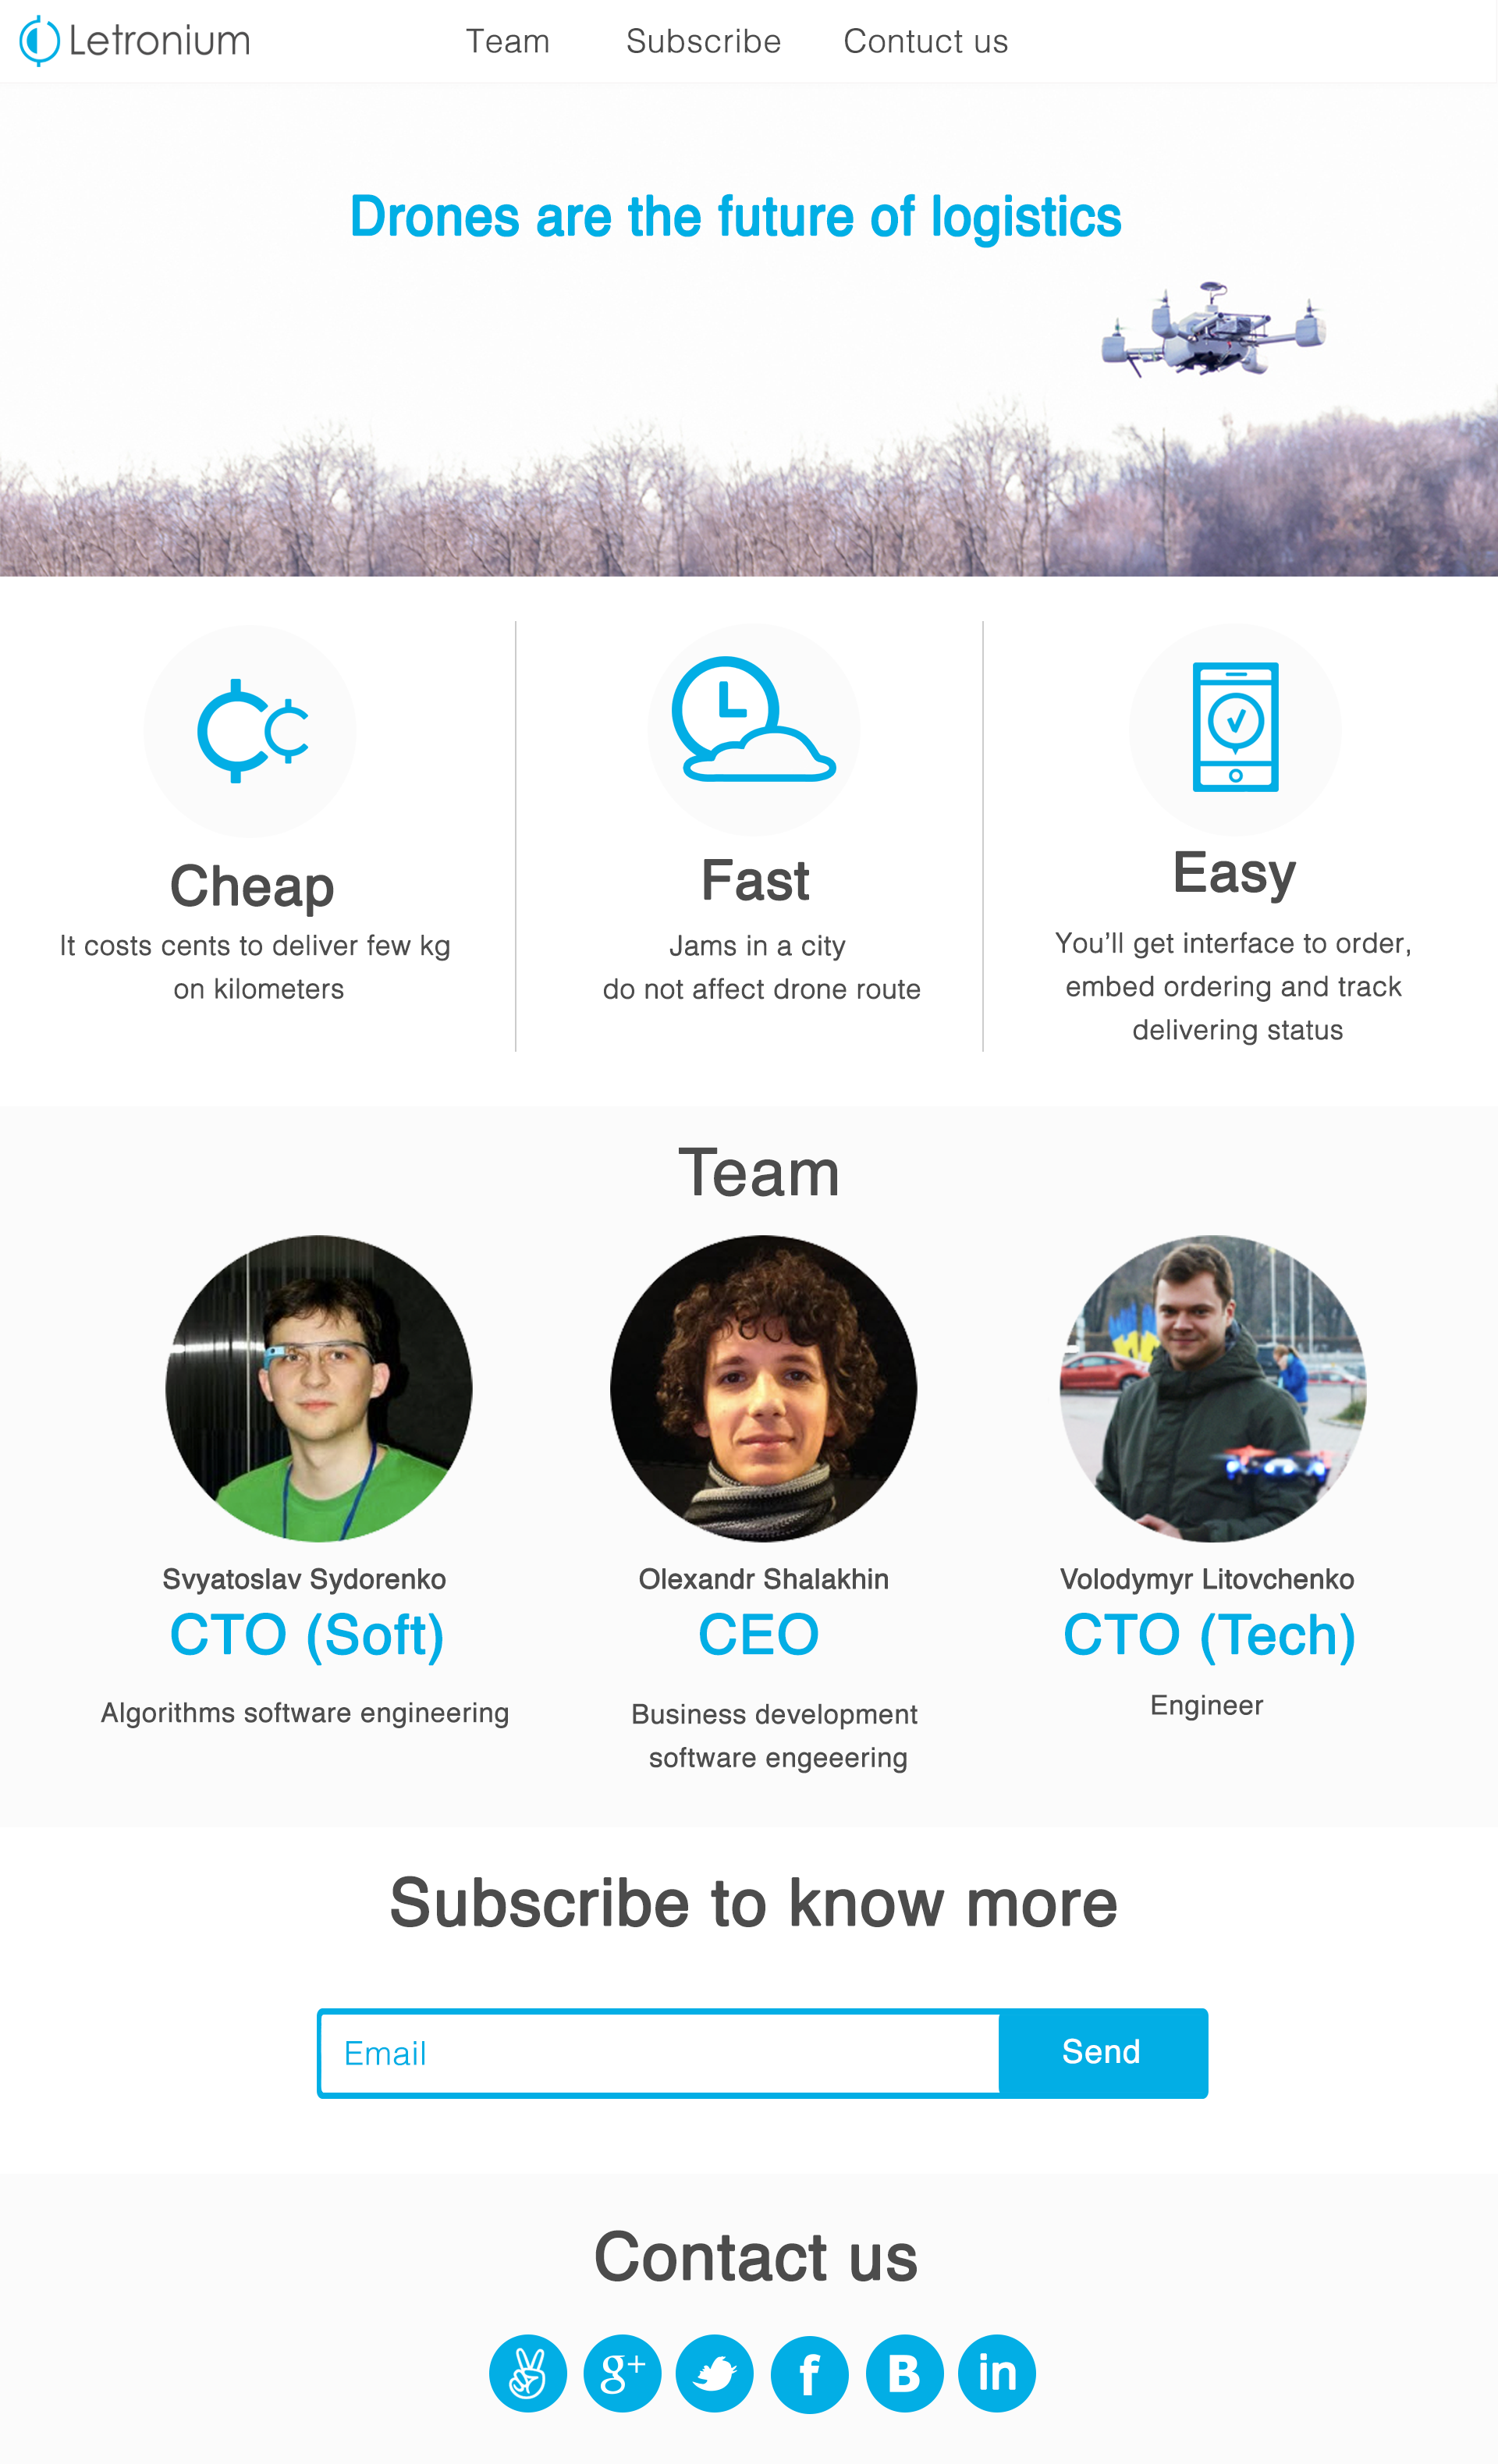 Letronium
Team Subscribe Contuct us
Drones are the future of logistics
Cheap
It costs cents to deliver few kg
on kilometers
Fast
Jams in a city
do not affect drone route
Easy
You’ll get interface to order,
embed ordering and track
delivering status
Team
Svyatoslav Sydorenko
CTO (Soft)
Algorithms software engineering
Olexandr Shalakhin
CEO
Business development
software engeeering
Volodymyr Litovchenko
CTO (Tech)
Engineer
Subscribe to know more
Email
Send
Contact us
g+ f B in